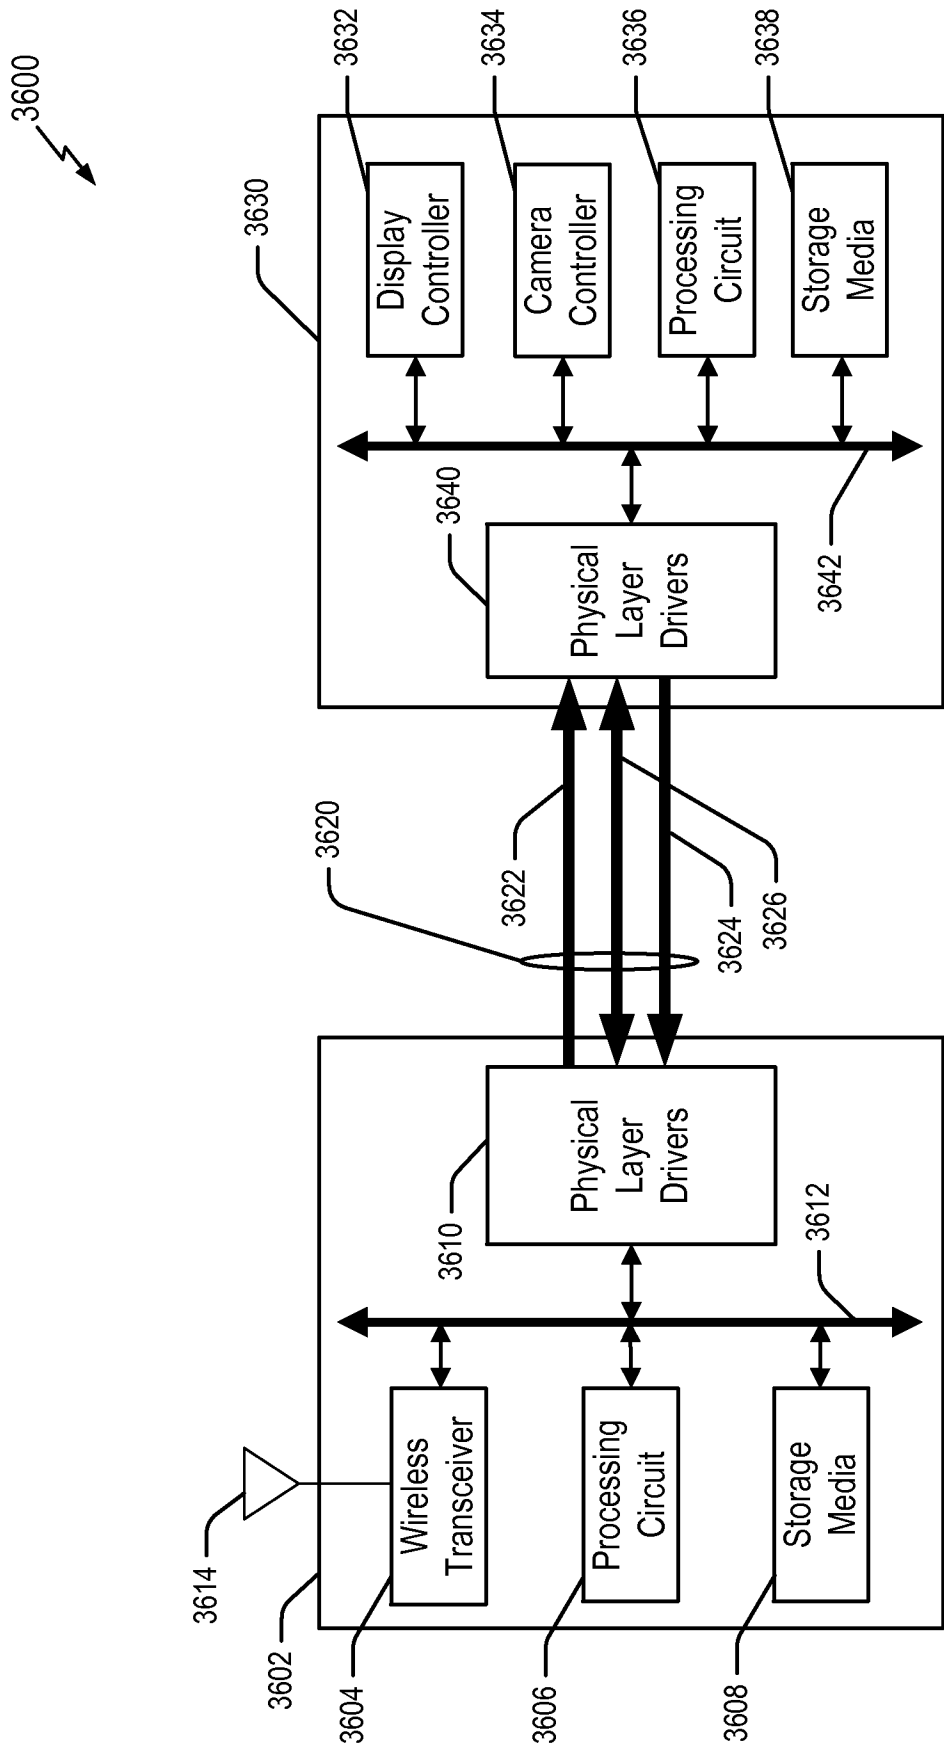 3600
3602
3614
3604
Wireless
Transceiver
3606
Processing
Circuit
3608
Storage
Media
3612
3610
Physical
Layer
Drivers
3620
3622
3624
3626
3630
3640
Physical
Layer
Drivers
3642
3632
Display
Controller
3634
Camera
Controller
3636
Processing
Circuit
3638
Storage
Media